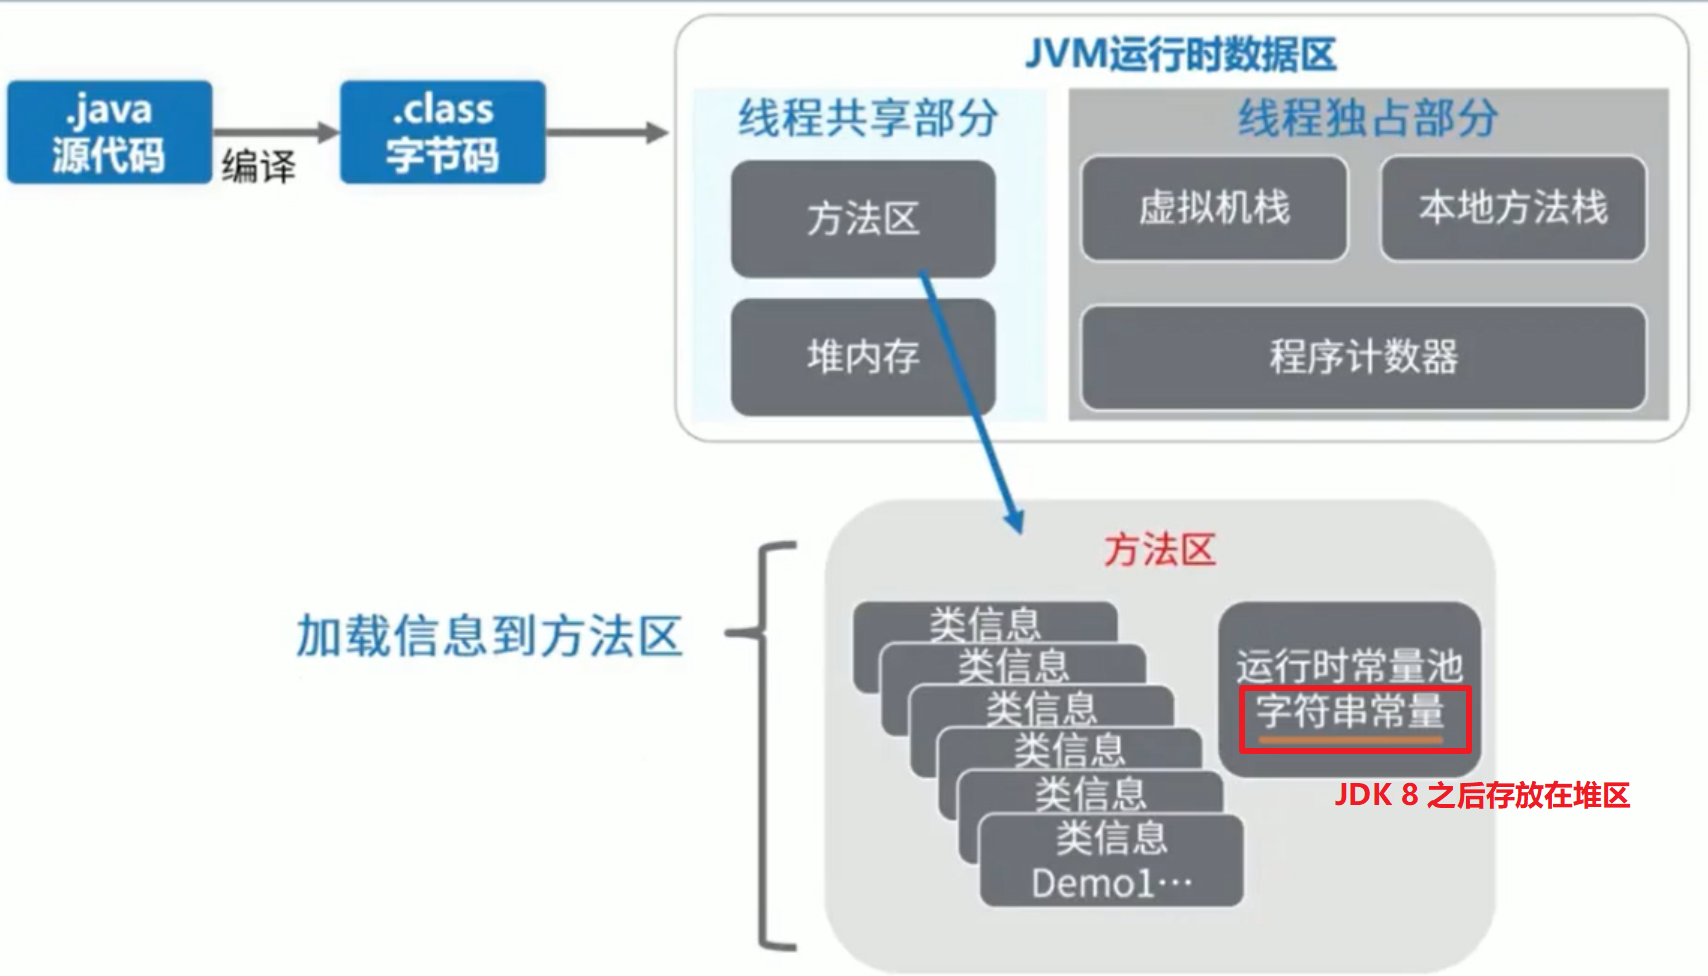 .java
源代码
编译
.class
字节码
JVM运行时数据区
线程共享部分
方法区
堆内存
线程独占部分
虚拟机栈
本地方法栈
程序计数器
加载信息到方法区
方法区
类信息
类信息
类信息
类信息
类信息
类信息
Demo1…
运行时常量池
字符串常量
JDK 8 之后存放在堆区